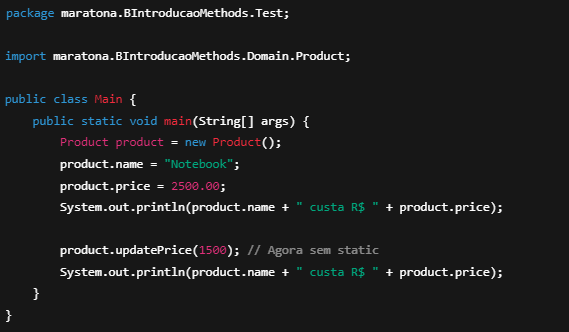 package maratona.BIntroducaoMethods.Test;
import maratona.BIntroducaoMethods.Domain.Product;
public class Main {
public static void main(String[] args) {
Product product = new Product();
product.name = "Notebook";
product.price = 2500.00;
System.out.println(product.name + " custa R$ " + product.price);
product.updatePrice(1500); // Agora sem static
System.out.println(product.name + " custa R$ " + product.price);
}
}